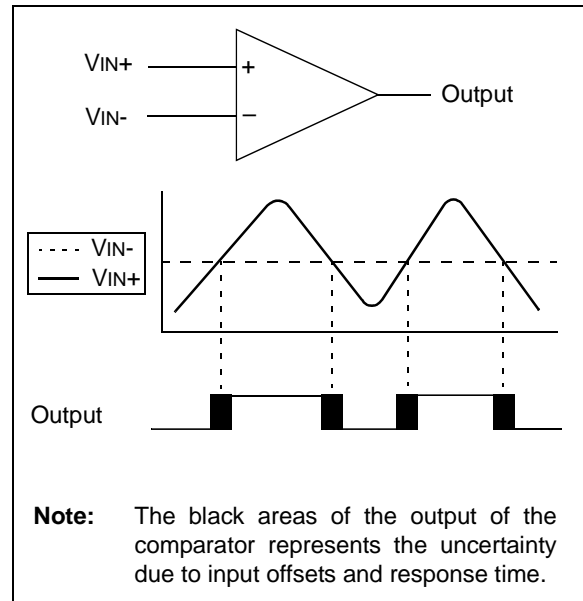 VIN+
+
Output
VIN-
–
VIN-
VIN+
Output
Note: The black areas of the output of the
comparator represents the uncertainty
due to input offsets and response time.